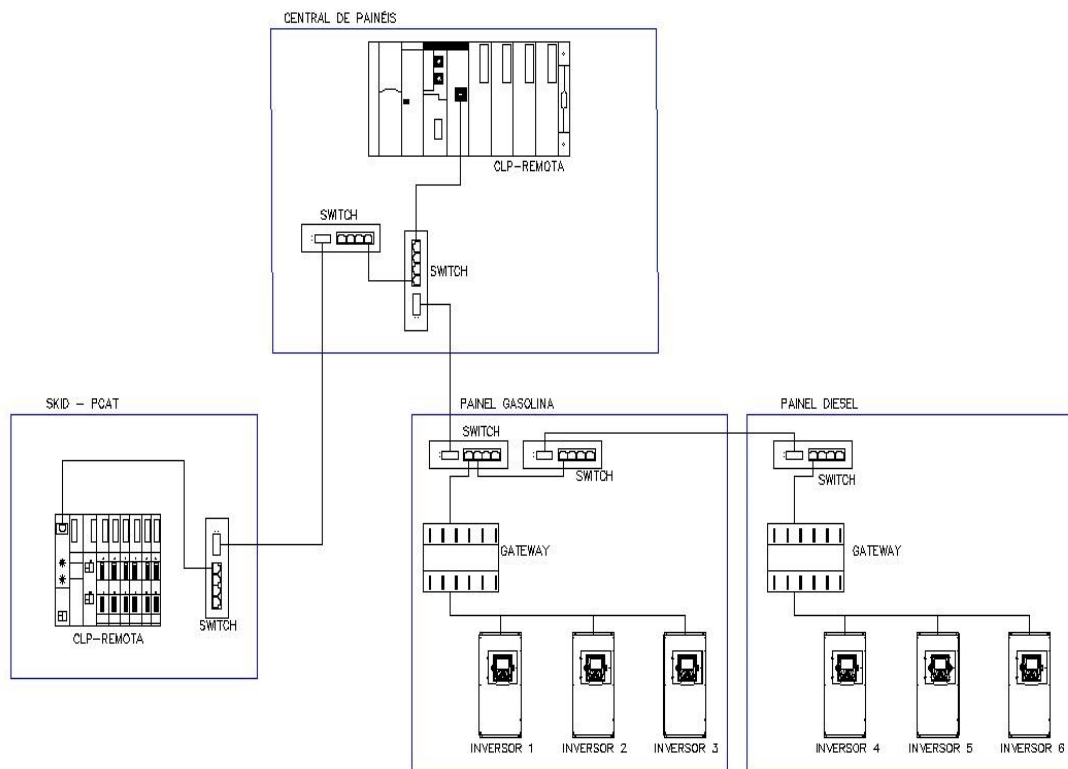 CENTRAL DE PAINÉIS
CLP-REMOTA
SWITCH
SWITCH
SKID - PCAT
CLP-REMOTA
SWITCH
PAINEL GASOLINA
SWITCH
SWITCH
GATEWAY
INVERSOR 1
INVERSOR 2
INVERSOR 3
PAINEL DIESEL
SWITCH
GATEWAY
INVERSOR 4
INVERSOR 5
INVERSOR 6